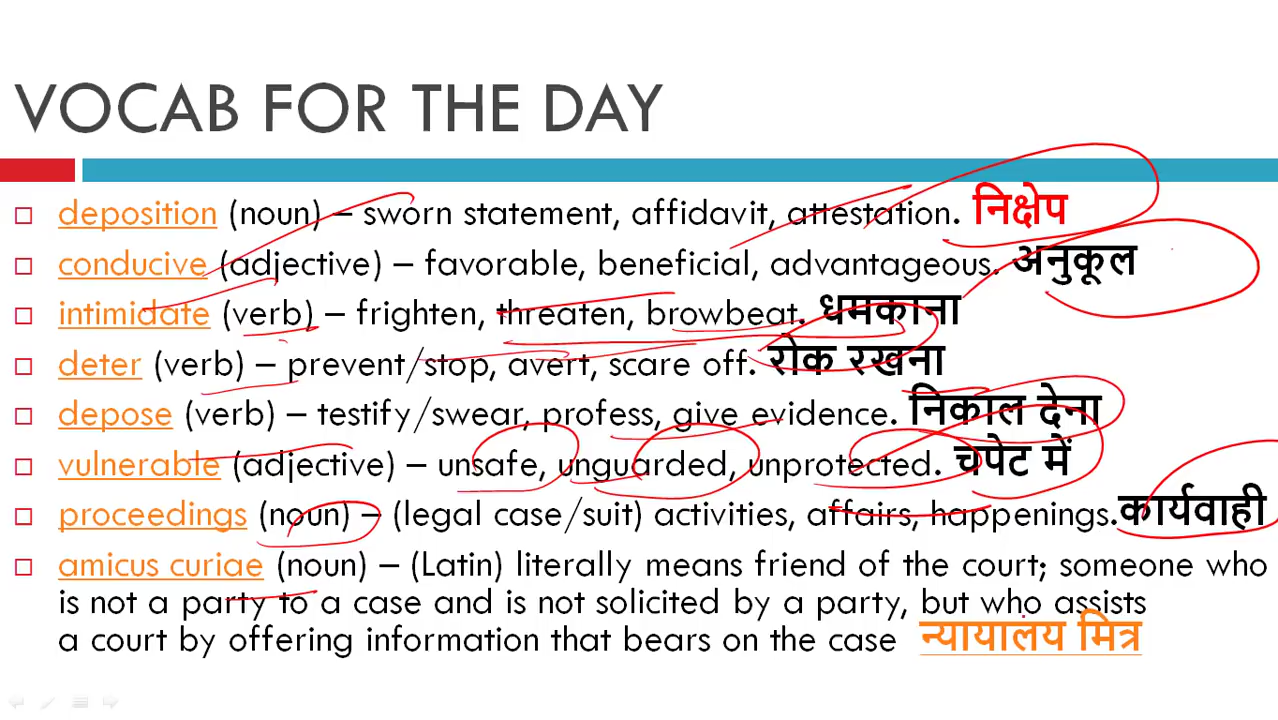 VOCAB FOR THE DAY
deposition (noun) – sworn statement, affidavit, attestation. निक्षेप
conducive (adjective) – favorable, beneficial, advantageous. अनुकूल
intimidate (verb) – frighten, threaten, browbeat. धमकाना
deter (verb) – prevent/stop, avert, scare off. रोक रखना
depose (verb) – testify/swear, profess, give evidence. निकाल देना
vulnerable (adjective) – unsafe, unguarded, unprotected. चपेट में
proceedings (noun) – (legal case/suit) activities, affairs, happenings.कार्यवाही
amicus curiae (noun) – (Latin) literally means friend of the court; someone who
is not a party to a case and is not solicited by a party, but who assists
a court by offering information that bears on the case न्यायालय मित्र